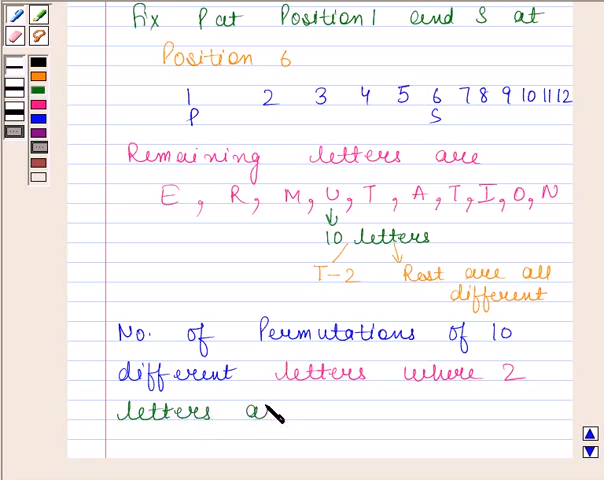 Fix P at Position 1 and S at
Position 6
1 2 3 4 5 6 7 8 9 10 11 12
P S
Remaining letters are
E, R, M, U, T, A, T, I, O, N
10 letters
T-2 Rest are all
different
No. of Permutations of 10
different letters where 2
letters a